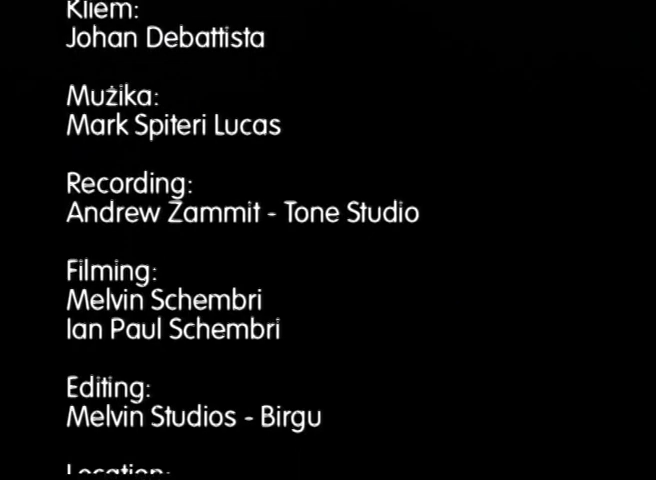 Kliem:
Johan Debattista
Mużika:
Mark Spiteri Lucas
Recording:
Andrew Zammit - Tone Studio
Filming:
Melvin Schembri
Ian Paul Schembri
Editing:
Melvin Studios - Birgu
Location: